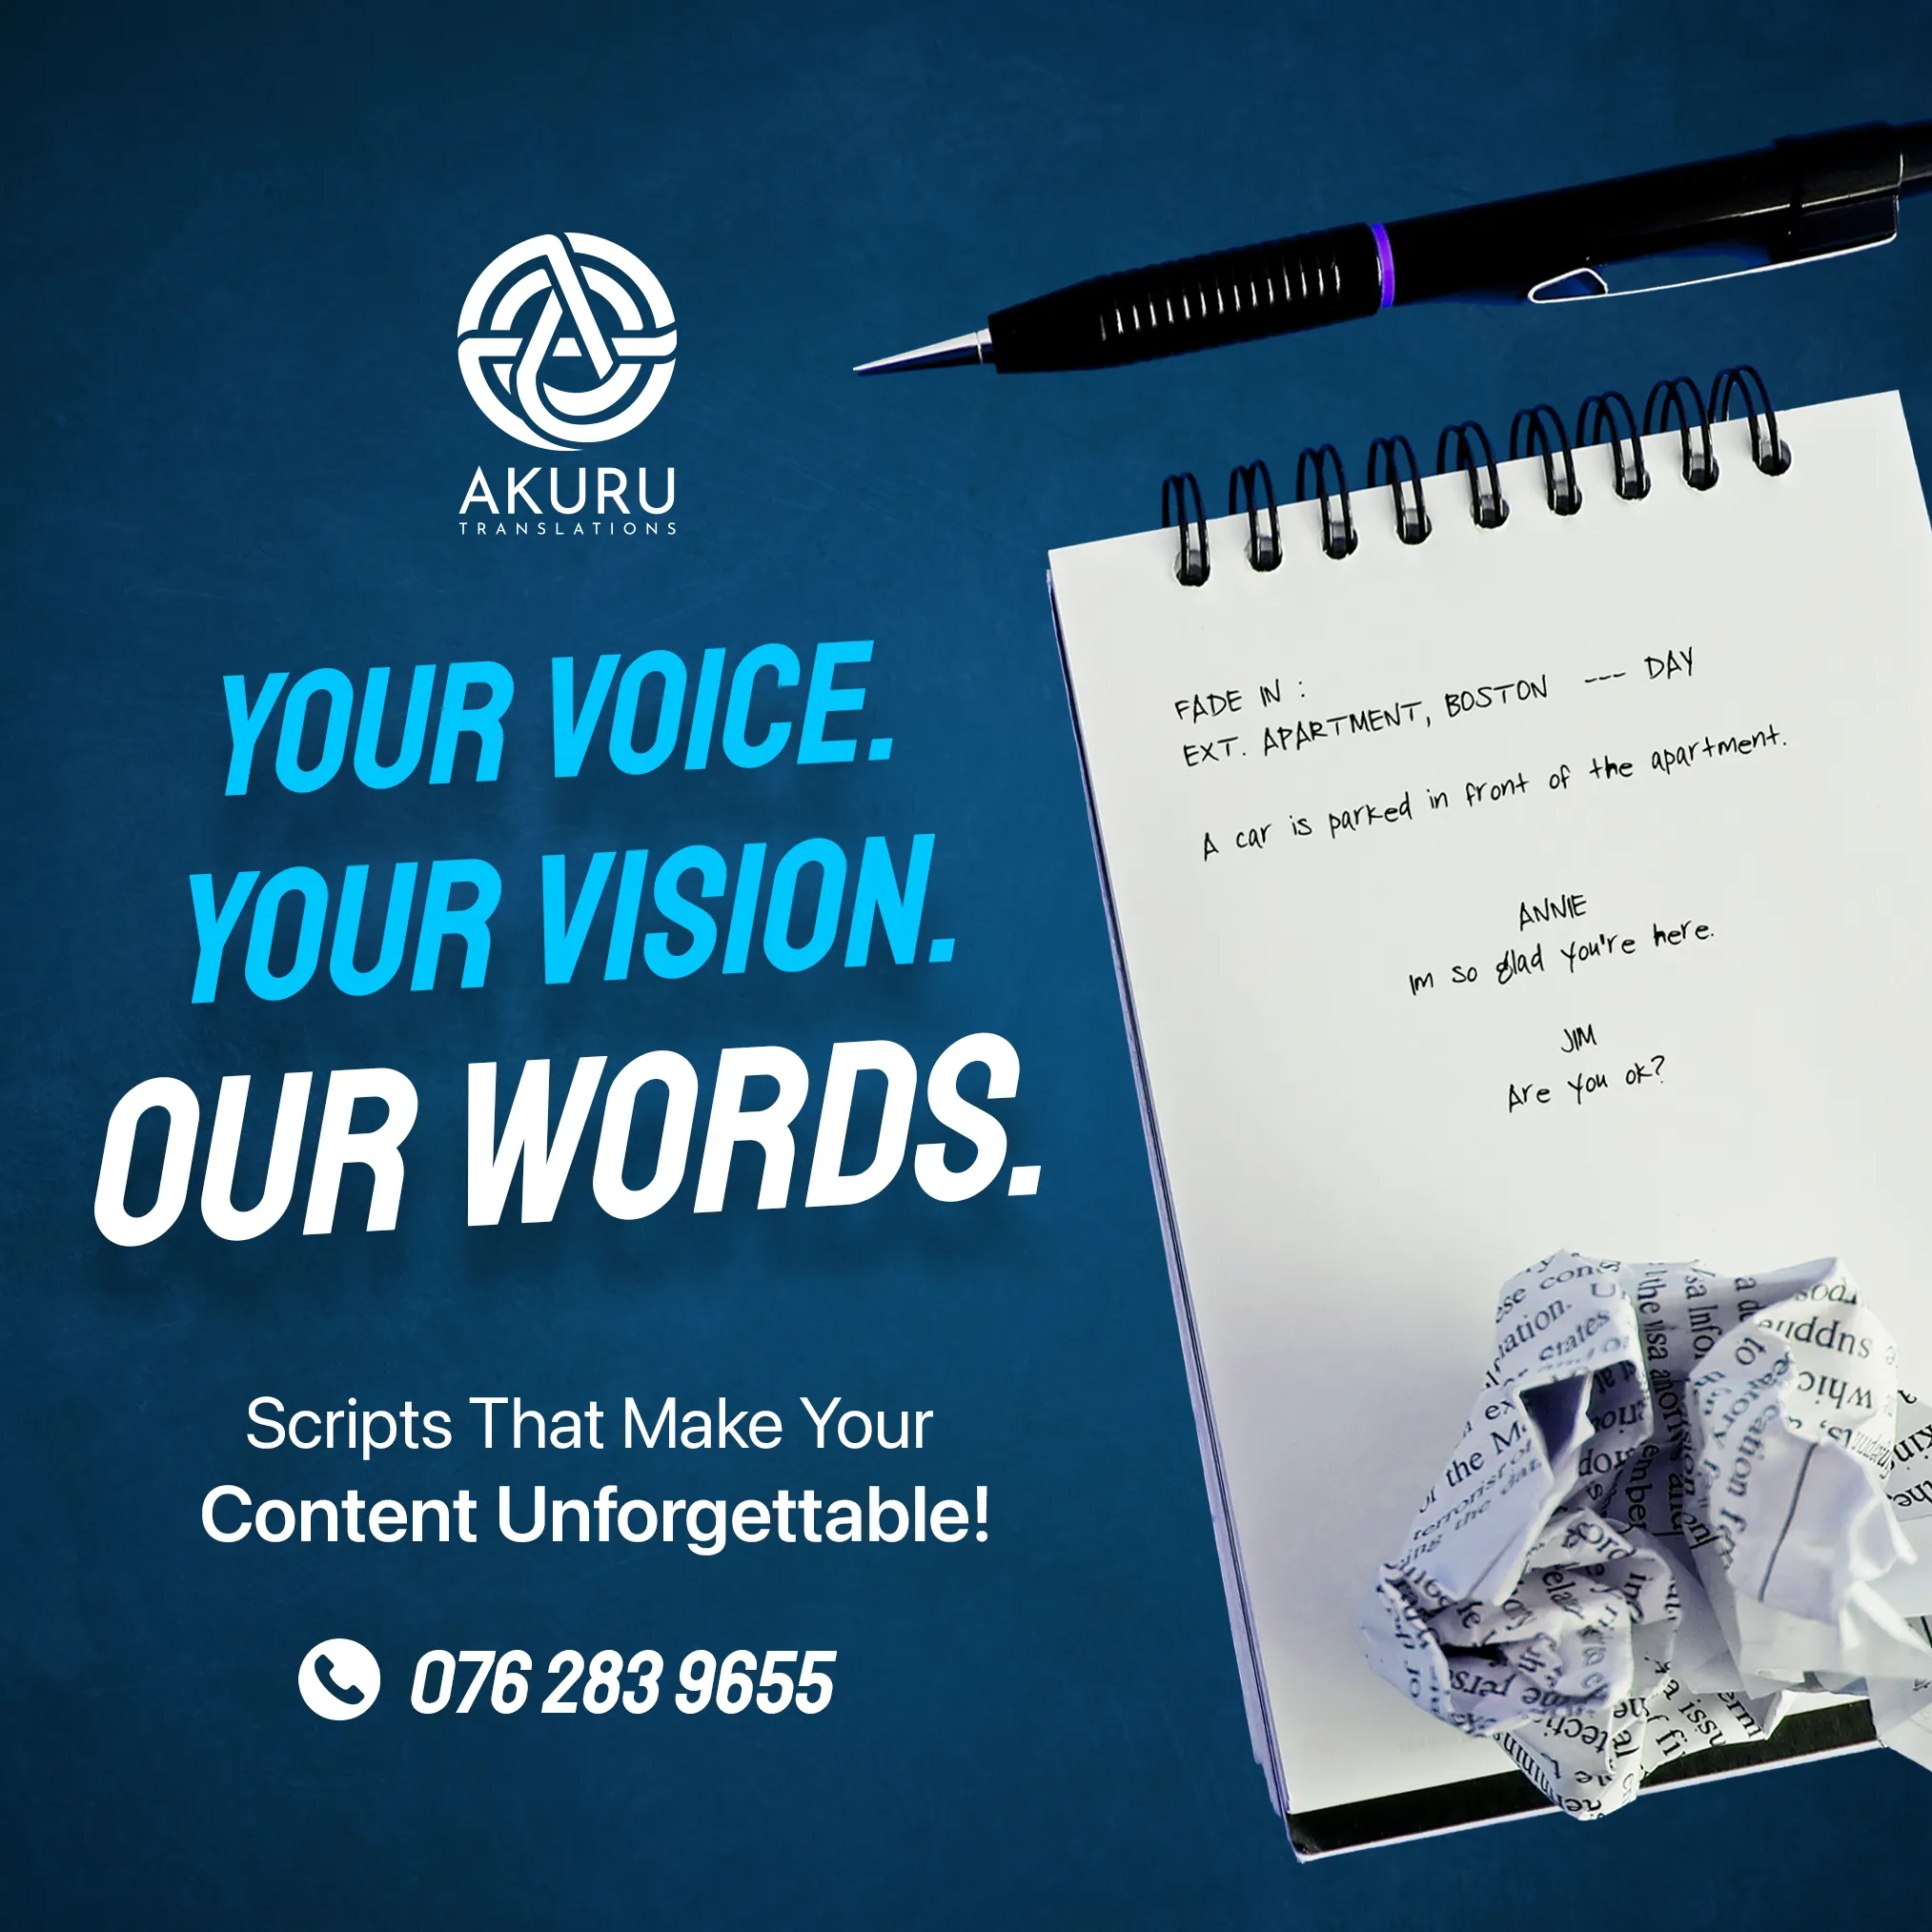 AKURU
TRANSLATIONS
YOUR VOICE.
YOUR VISION.
OUR WORDS.
Scripts That Make Your
Content Unforgettable!
076 283 9655
FADE IN :
EXT. APARTMENT, BOSTON --- DAY
A car is parked in front of the apartment.
ANNIE
Im so glad you're here.
JIM
Are you ok?